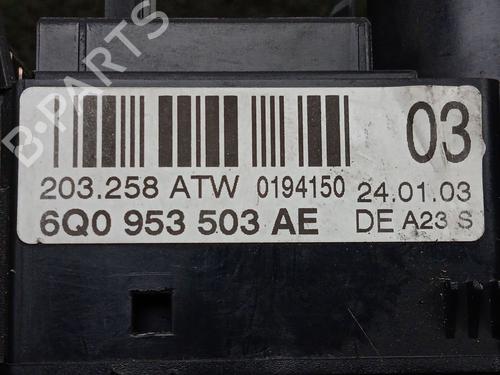 B-PARTS
03
203.258 ATW 0194150 24.01.03
6Q0 953 503 AE DE A23 S